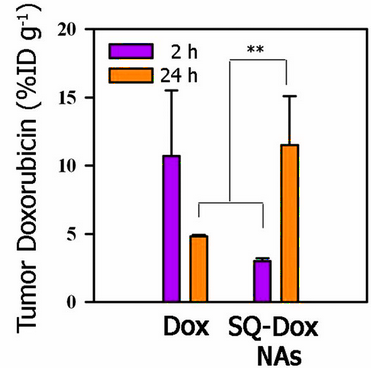 Tumor Doxorubicin (%ID g-1)
20
15
10
5
0
2 h
24 h
**
Dox
SQ-Dox
NAs